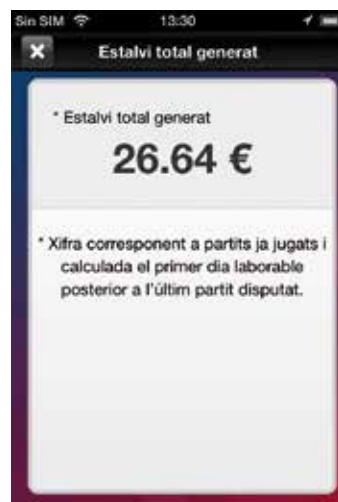 Sin SIM 13:30
Estalvi total generat
* Estalvi total generat
26.64 €
* Xifra corresponent a partits ja jugats i
calculada el primer dia laborable
posterior a l'últim partit disputat.